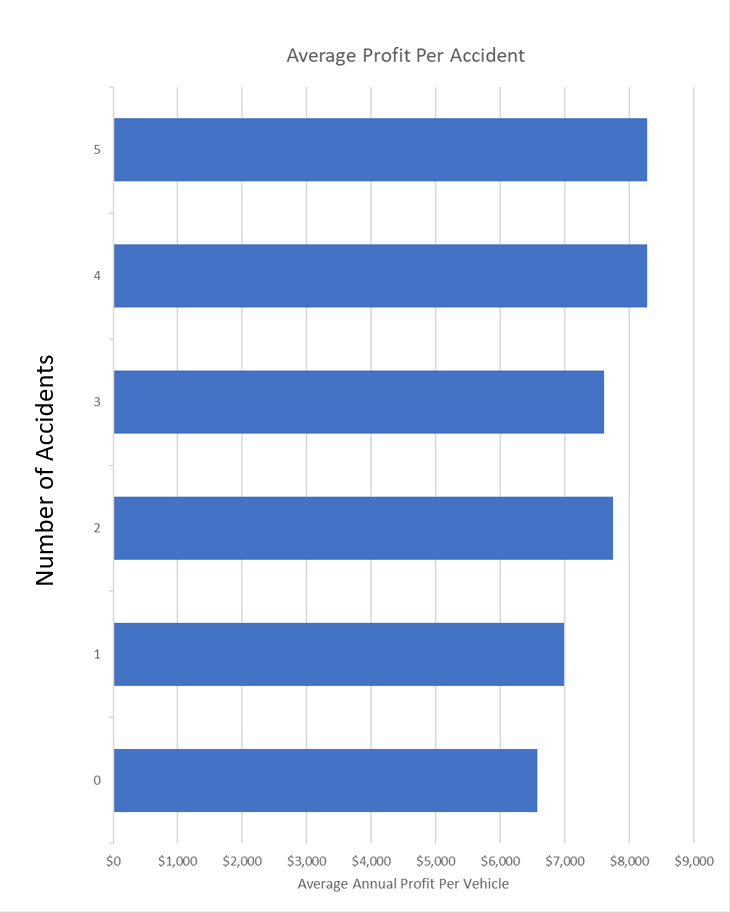 Average Profit Per Accident
Number of Accidents
5
4
3
2
1
0
$0 $1,000 $2,000 $3,000 $4,000 $5,000 $6,000 $7,000 $8,000 $9,000
Average Annual Profit Per Vehicle